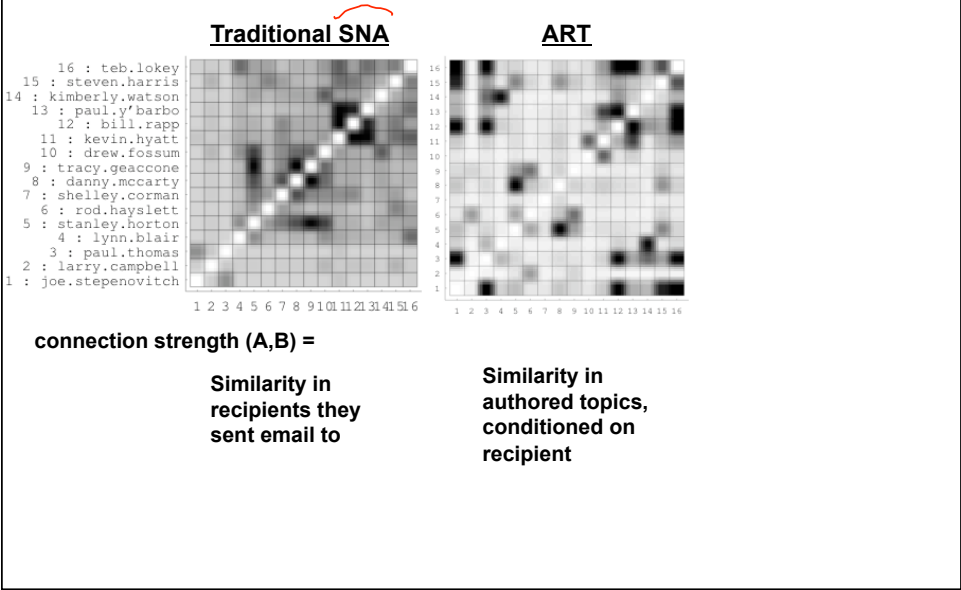 Traditional SNA
ART
16 : teb.lokey
15 : steven.harris
14 : kimberly.watson
13 : paul.y'barbo
12 : bill.rapp
11 : kevin.hyatt
10 : drew.fossum
9 : tracy.geaccone
8 : danny.mccarty
7 : shelley.corman
6 : rod.hayslett
5 : stanley.horton
4 : lynn.blair
3 : paul.thomas
2 : larry.campbell
1 : joe.stepenovitch
1 2 3 4 5 6 7 8 9 10 11 12 13 14 15 16
16
15
14
13
12
11
10
9
8
7
6
5
4
3
2
1
1 2 3 4 5 6 7 8 9 10 11 12 13 14 15 16
connection strength (A,B) =
Similarity in
recipients they
sent email to
Similarity in
authored topics,
conditioned on
recipient